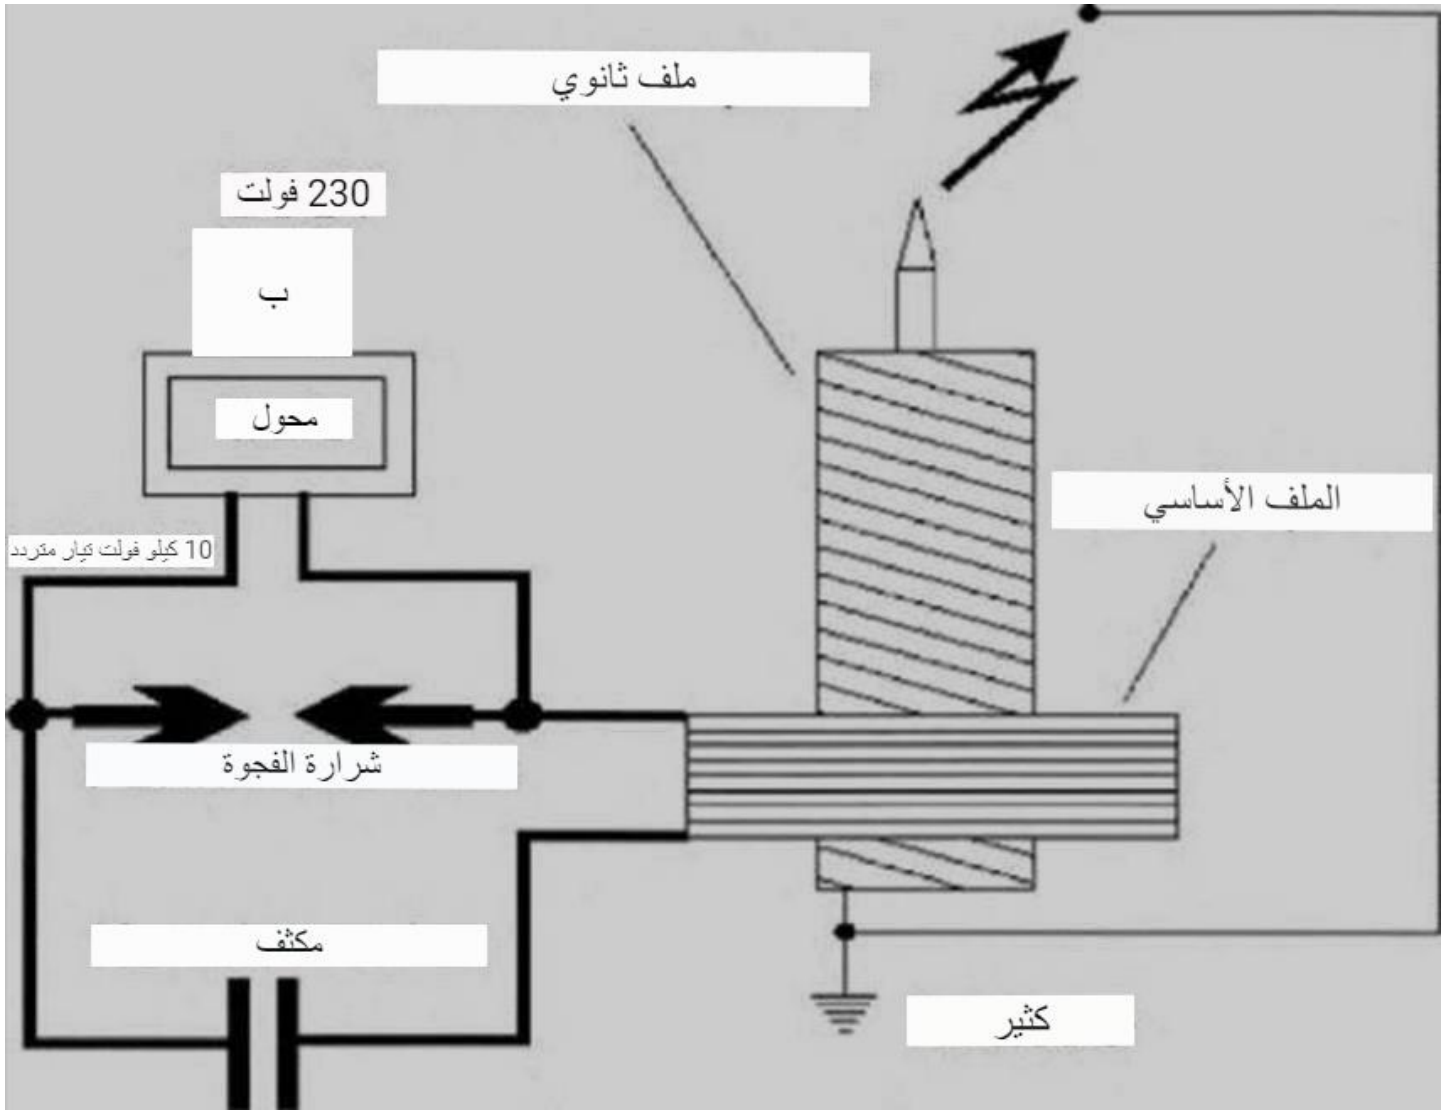 ملف ثانوي
230 فولت
ب
محول
الملف الأساسي
10 كيلو فولت تيار متردد
شرارة الفجوة
مكثف
كثير